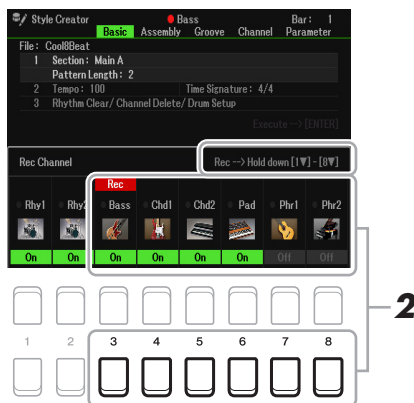 Style Creator Bass Bar : 1
Basic Assembly Groove Channel Parameter
File : Cool8Beat
1 Section : Main A
Pattern Length : 2
2 Tempo : 100 Time Signature : 4/4
3 Rhythm Clear/ Channel Delete/ Drum Setup
Execute --> [ENTER]
Rec Channel Rec --> Hold down [1▼] - [8▼]
Rec
Rhy1 Rhy2 Bass Chd1 Chd2 Pad Phr1 Phr2
On On On On On On Off Off
2
1 2 3 4 5 6 7 8